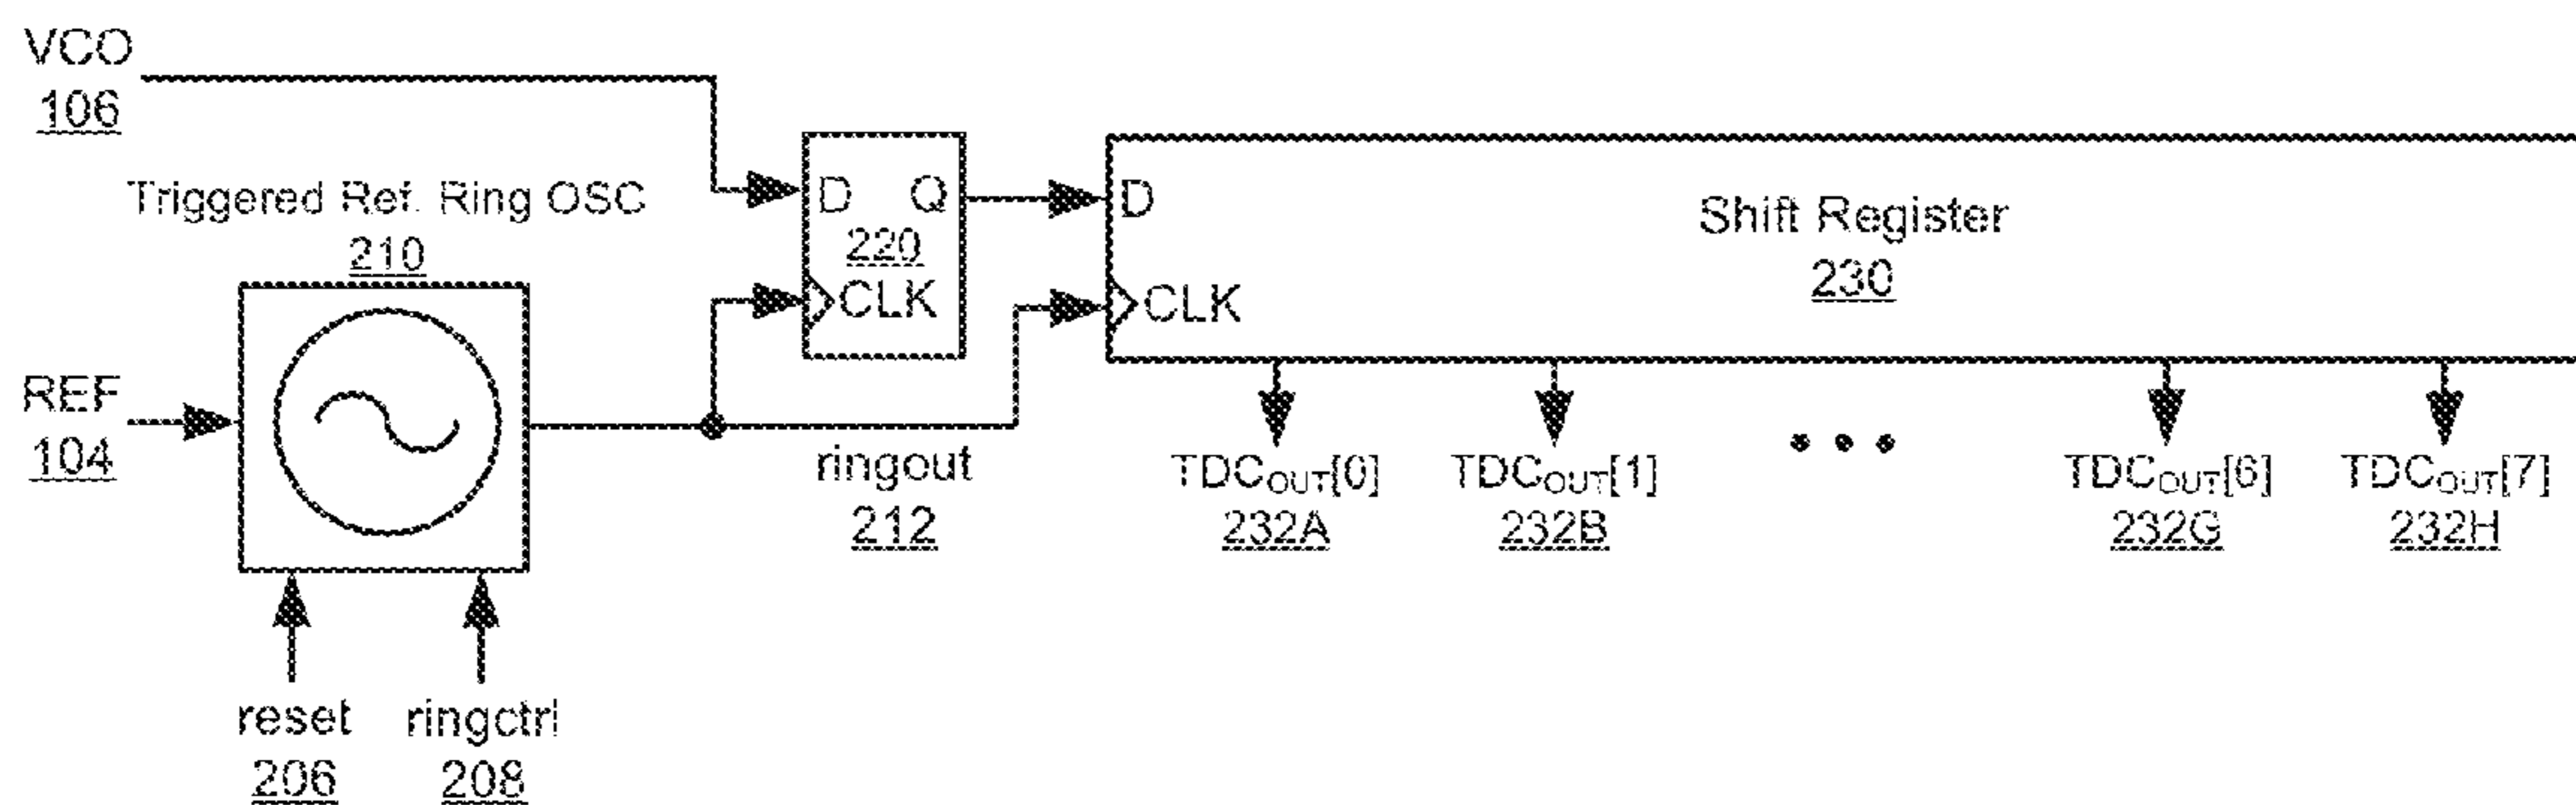 VCO
106
Triggered Ref. Ring OSC
210
REF
104
reset
206
ringctrl
208
D Q
220
CLK
ringout
212
D
CLK
Shift Register
230
TDCOUT[0]
232A
TDCOUT[1]
232B
• • •
TDCOUT[6]
232G
TDCOUT[7]
232H